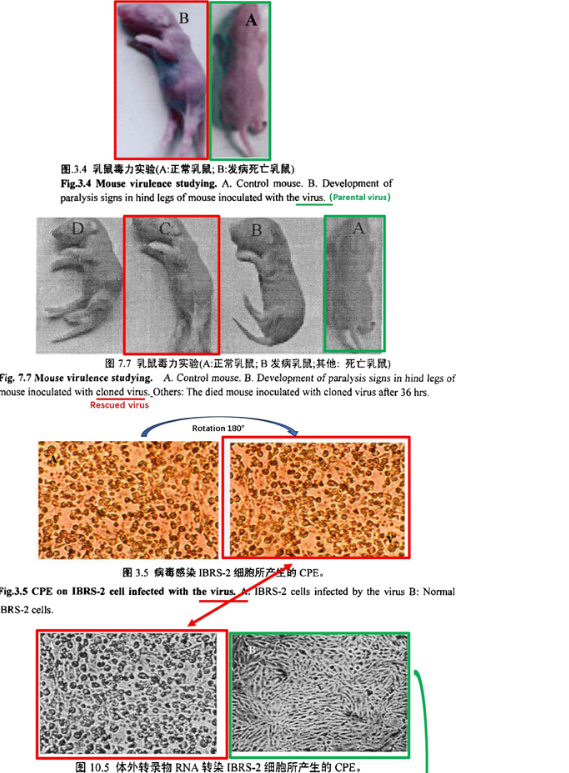 B A
图.3.4 乳鼠毒力实验(A:正常乳鼠; B:发病死亡乳鼠)
Fig.3.4 Mouse virulence studying. A. Control mouse. B. Development of
paralysis signs in hind legs of mouse inoculated with the virus. (Parental virus)
D C B A
图 7.7 乳鼠毒力实验(A:正常乳鼠; B 发病乳鼠;其他: 死亡乳鼠)
Fig. 7.7 Mouse virulence studying. A. Control mouse. B. Development of paralysis signs in hind legs of
mouse inoculated with cloned virus. Others: The died mouse inoculated with cloned virus after 36 hrs.
Rescued virus
Rotation 180°
A A
图 3.5 病毒感染 IBRS-2 细胞所产生的 CPE。
Fig.3.5 CPE on IBRS-2 cell infected with the virus. A: IBRS-2 cells infected by the virus B: Normal
IBRS-2 cells.
B
图 10.5 体外转录物 RNA 转染 IBRS-2 细胞所产生的 CPE。